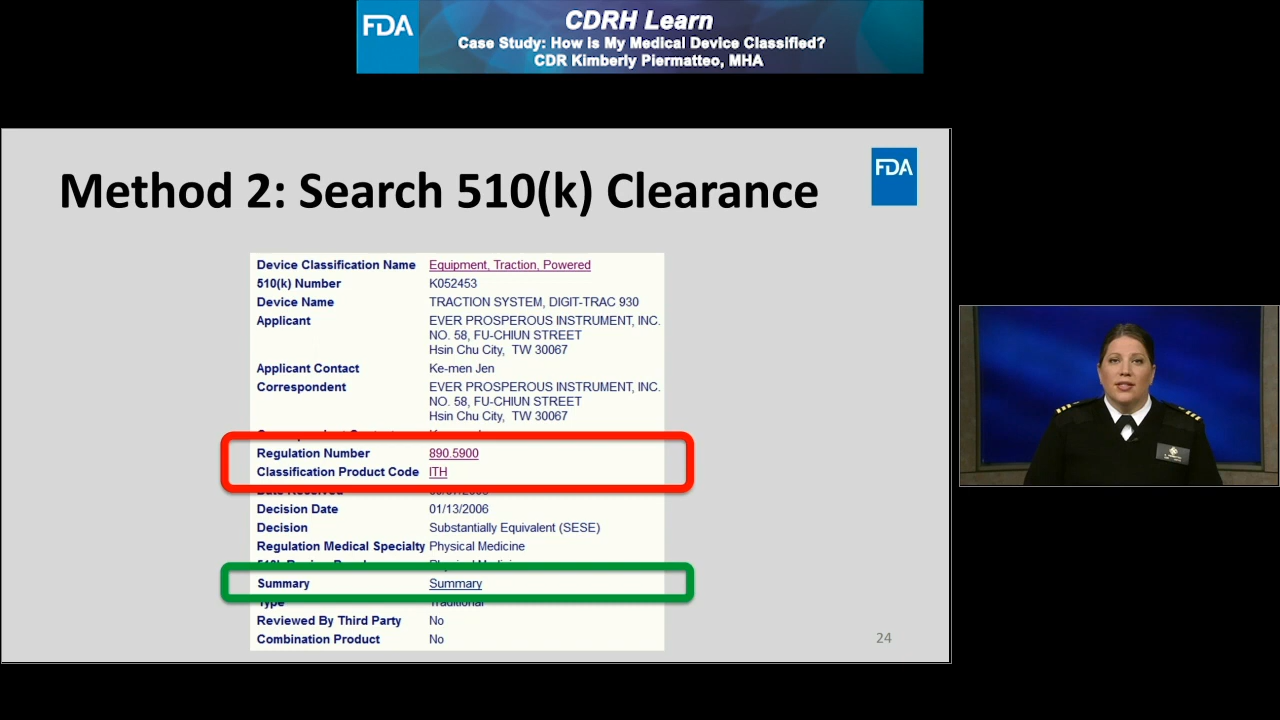 FDA
CDRH Learn
Case Study: How is My Medical Device Classified?
CDR Kimberly Piermatteo, MHA
Method 2: Search 510(k) Clearance
FDA
Device Classification Name Equipment, Traction, Powered
510(k) Number K052453
Device Name TRACTION SYSTEM, DIGIT-TRAC 930
Applicant EVER PROSPEROUS INSTRUMENT, INC.
NO. 58, FU-CHIUN STREET
Hsin Chu City, TW 30067
Applicant Contact Ke-men Jen
Correspondent EVER PROSPEROUS INSTRUMENT, INC.
NO. 58, FU-CHIUN STREET
Hsin Chu City, TW 30067
Regulation Number 890.5900
Classification Product Code ITH
Date Received
Decision Date 01/13/2006
Decision Substantially Equivalent (SESE)
Regulation Medical Specialty Physical Medicine
Summary Summary
Type Traditional
Reviewed By Third Party No
Combination Product No
24